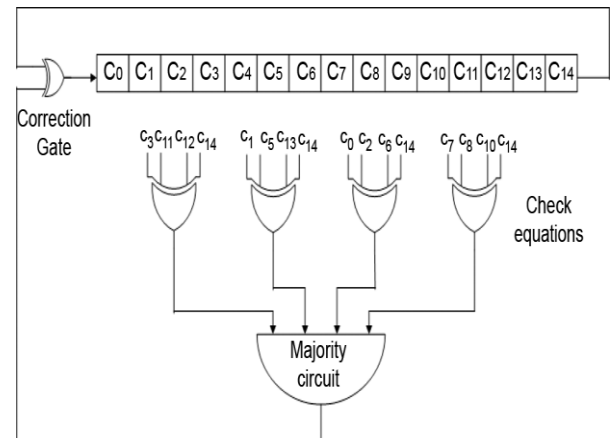 C0 C1 C2 C3 C4 C5 C6 C7 C8 C9 C10 C11 C12 C13 C14
Correction
Gate
c3 c11 c12 c14 c1 c5 c13 c14 c0 c2 c6 c14 c7 c8 c10 c14
Check
equations
Majority
circuit